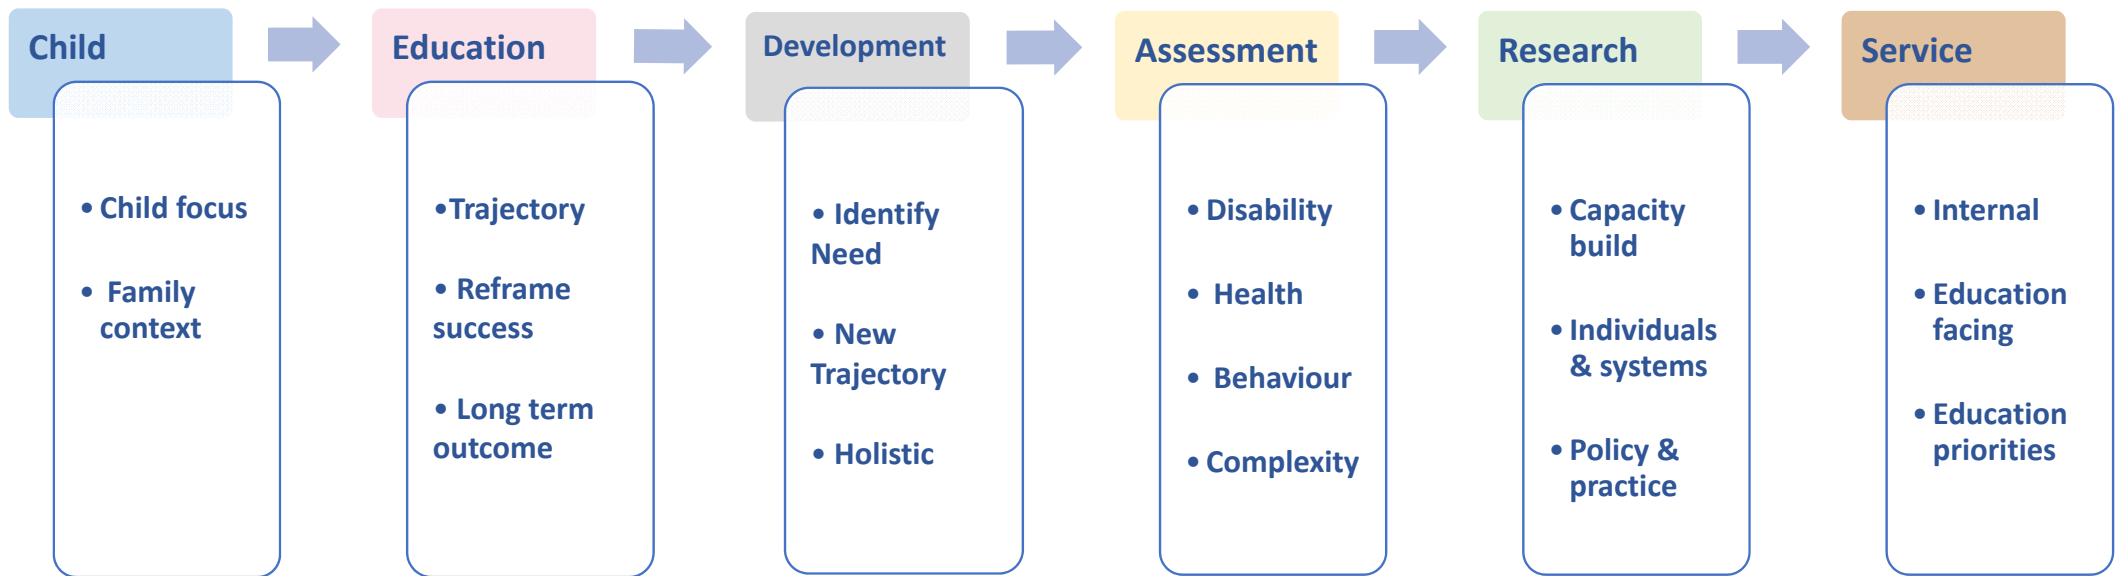 Child
• Child focus
• Family
context
Education
•Trajectory
• Reframe
success
• Long term
outcome
Development
• Identify
Need
• New
Trajectory
• Holistic
Assessment
• Disability
• Health
• Behaviour
• Complexity
Research
• Capacity
build
• Individuals
& systems
• Policy &
practice
Service
• Internal
• Education
facing
• Education
priorities